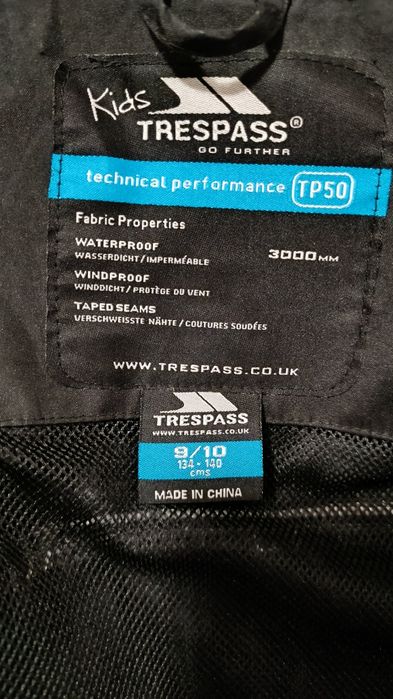 Kids
TRESPASS®
GO FURTHER
technical performance TP50
Fabric Properties
WATERPROOF 3000MM
WASSERDICHT/IMPERMÉABLE
WINDPROOF
WINDDICHT/PROTÈGE DU VENT
TAPED SEAMS
VERSCHWEISSTE NÄHTE/COUTURES SOUDÉES
WWW.TRESPASS.CO.UK
TRESPASS
WWW.TRESPASS.CO.UK
9/10
134 - 140
cms
MADE IN CHINA